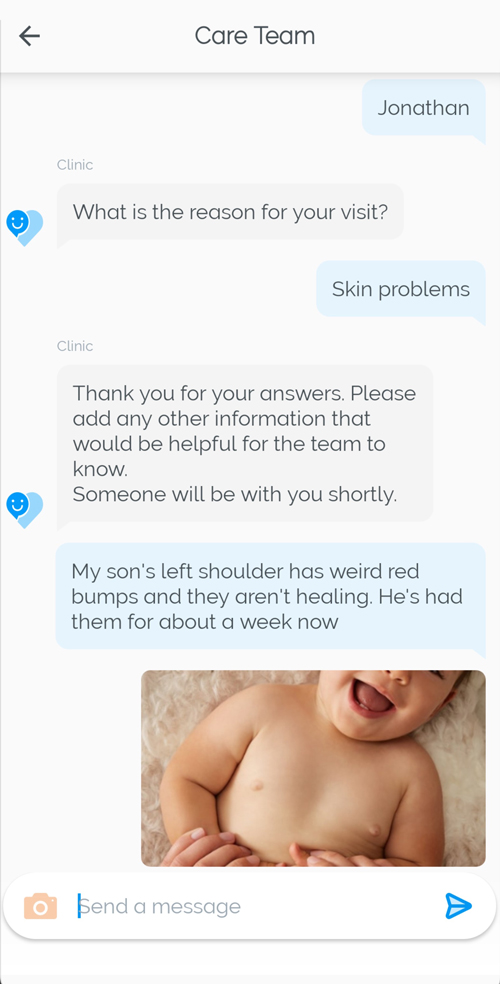 Care Team
Jonathan
Clinic
What is the reason for your visit?
Skin problems
Clinic
Thank you for your answers. Please
add any other information that
would be helpful for the team to
know.
Someone will be with you shortly.
My son's left shoulder has weird red
bumps and they aren't healing. He's had
them for about a week now
Send a message